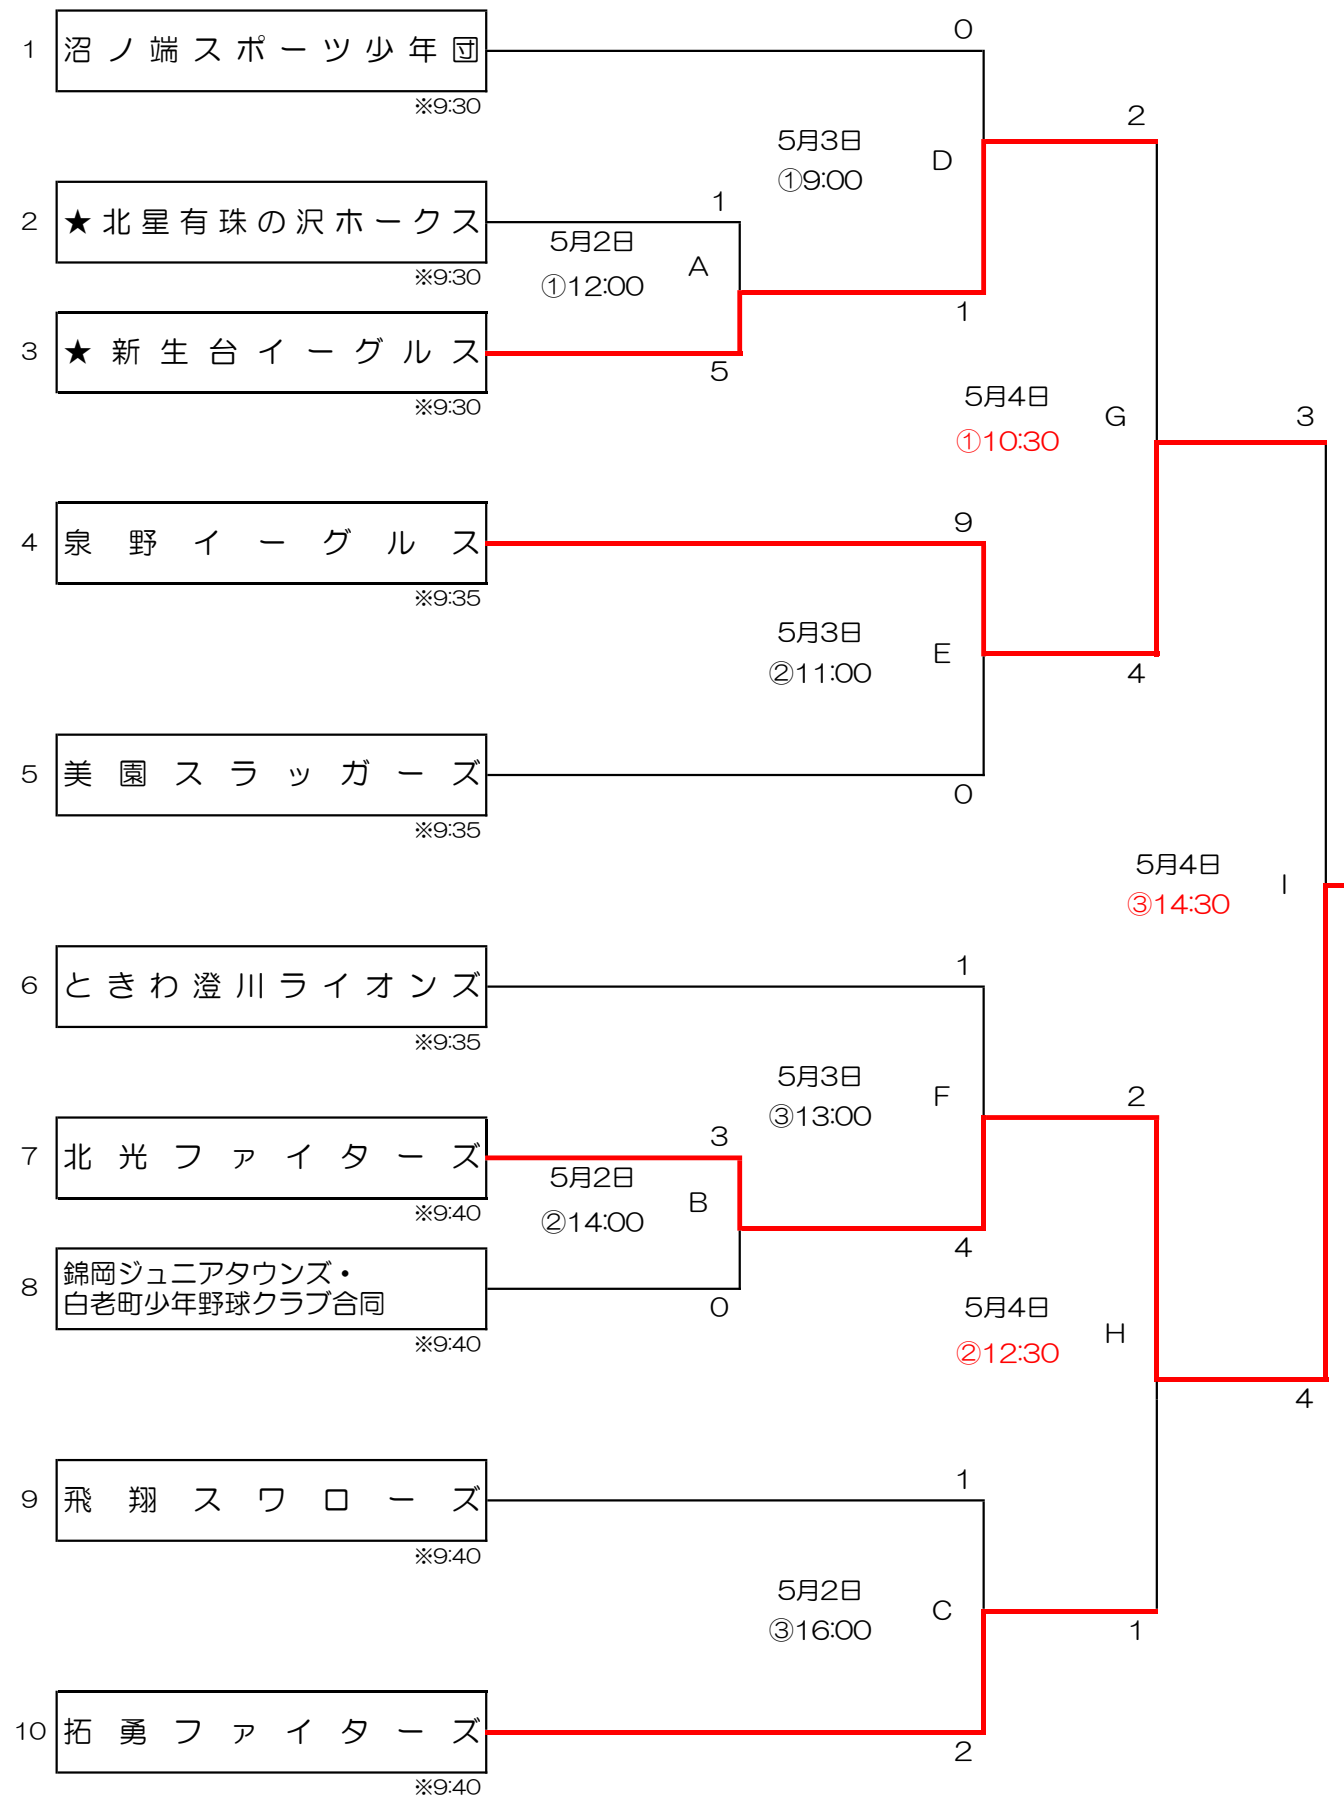 0
1 沼ノ端スポーツ少年団
※9:30
2
5月3日
D
①9:00
1
2 ★北星有珠の沢ホークス
5月2日
A
※9:30
①12:00
1
3 ★新生台イーグルス
5
※9:30
5月4日
G
3
①10:30
9
4 泉野イーグルス
※9:35
5月3日
E
②11:00
4
5 美園スラッガーズ
0
※9:35
5月4日
I
③14:30
1
6 ときわ澄川ライオンズ
※9:35
5月3日
F
2
③13:00
3
7 北光ファイターズ
5月2日
B
※9:40
②14:00
4
8 錦岡ジュニアタウンズ・
白老町少年野球クラブ合同
0
5月4日
H
※9:40
②12:30
4
1
9 飛翔スワローズ
※9:40
5月2日
C
③16:00
1
10 拓勇ファイターズ
2
※9:40